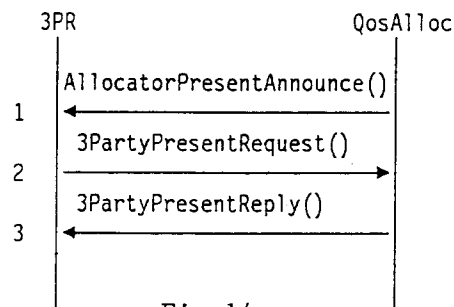 3PR QosAlloc
AllocatorPresentAnnounce()
1
3PartyPresentRequest()
2
3PartyPresentReply()
3